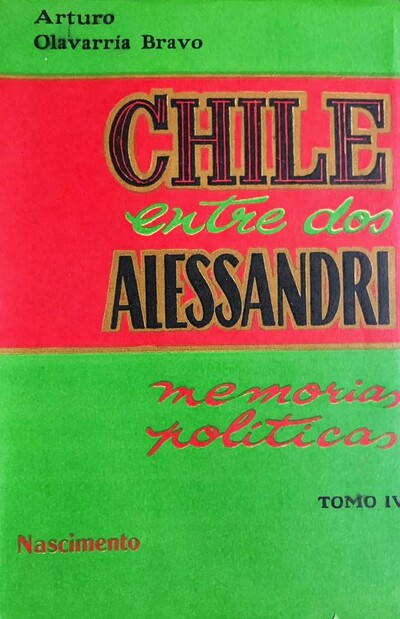 Arturo
Olavarría Bravo
CHILE
entre dos
ALESSANDRI
memorias
políticas
TOMO IV
Nascimento